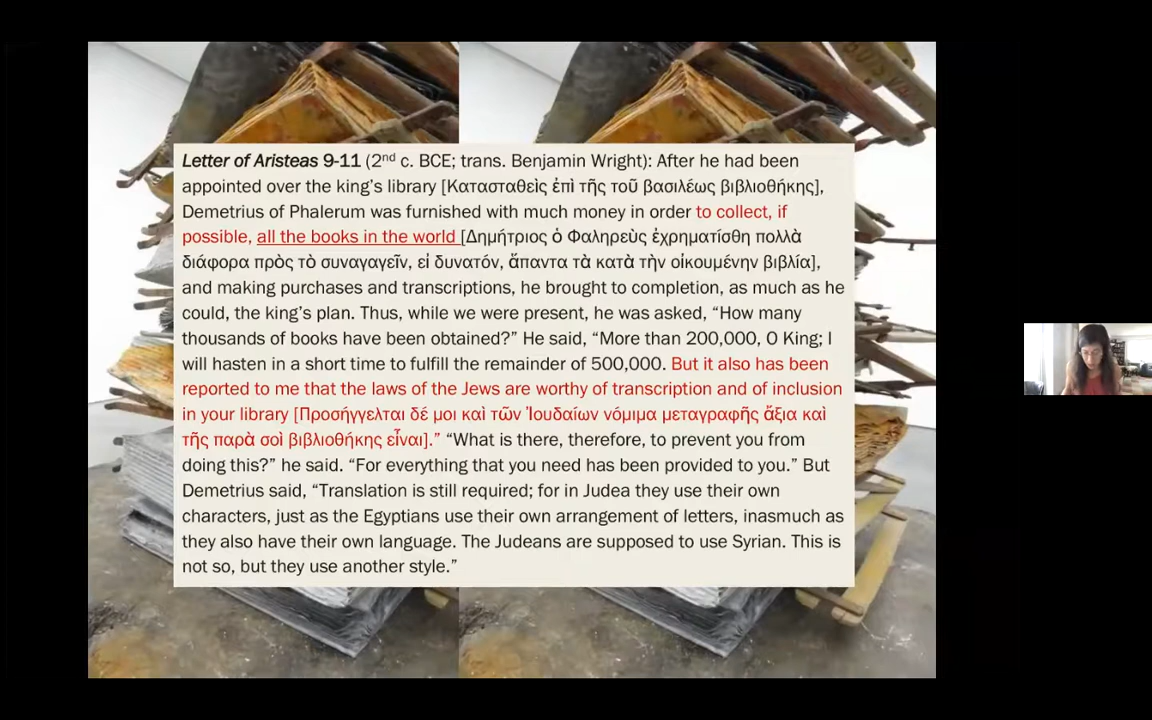 Letter of Aristeas 9-11 (2nd c. BCE; trans. Benjamin Wright): After he had been
appointed over the king's library [Κατασταθεὶς ἐπὶ τῆς τοῦ βασιλέως βιβλιοθήκης],
Demetrius of Phalerum was furnished with much money in order to collect, if
possible, all the books in the world [Δημήτριος ὁ Φαληρεὺς ἐχρηματίσθη πολλὰ
διάφορα πρὸς τὸ συναγαγεῖν, εἰ δυνατόν, ἅπαντα τὰ κατὰ τὴν οἰκουμένην βιβλία],
and making purchases and transcriptions, he brought to completion, as much as he
could, the king's plan. Thus, while we were present, he was asked, “How many
thousands of books have been obtained?” He said, “More than 200,000, O King; I
will hasten in a short time to fulfill the remainder of 500,000. But it also has been
reported to me that the laws of the Jews are worthy of transcription and of inclusion
in your library [Προσήγγελται δέ μοι καὶ τῶν Ἰουδαίων νόμιμα μεταγραφῆς ἄξια καὶ
τῆς παρὰ σοὶ βιβλιοθήκης εἶναι].” “What is there, therefore, to prevent you from
doing this?” he said. “For everything that you need has been provided to you.” But
Demetrius said, “Translation is still required; for in Judea they use their own
characters, just as the Egyptians use their own arrangement of letters, inasmuch as
they also have their own language. The Judeans are supposed to use Syrian. This is
not so, but they use another style.”